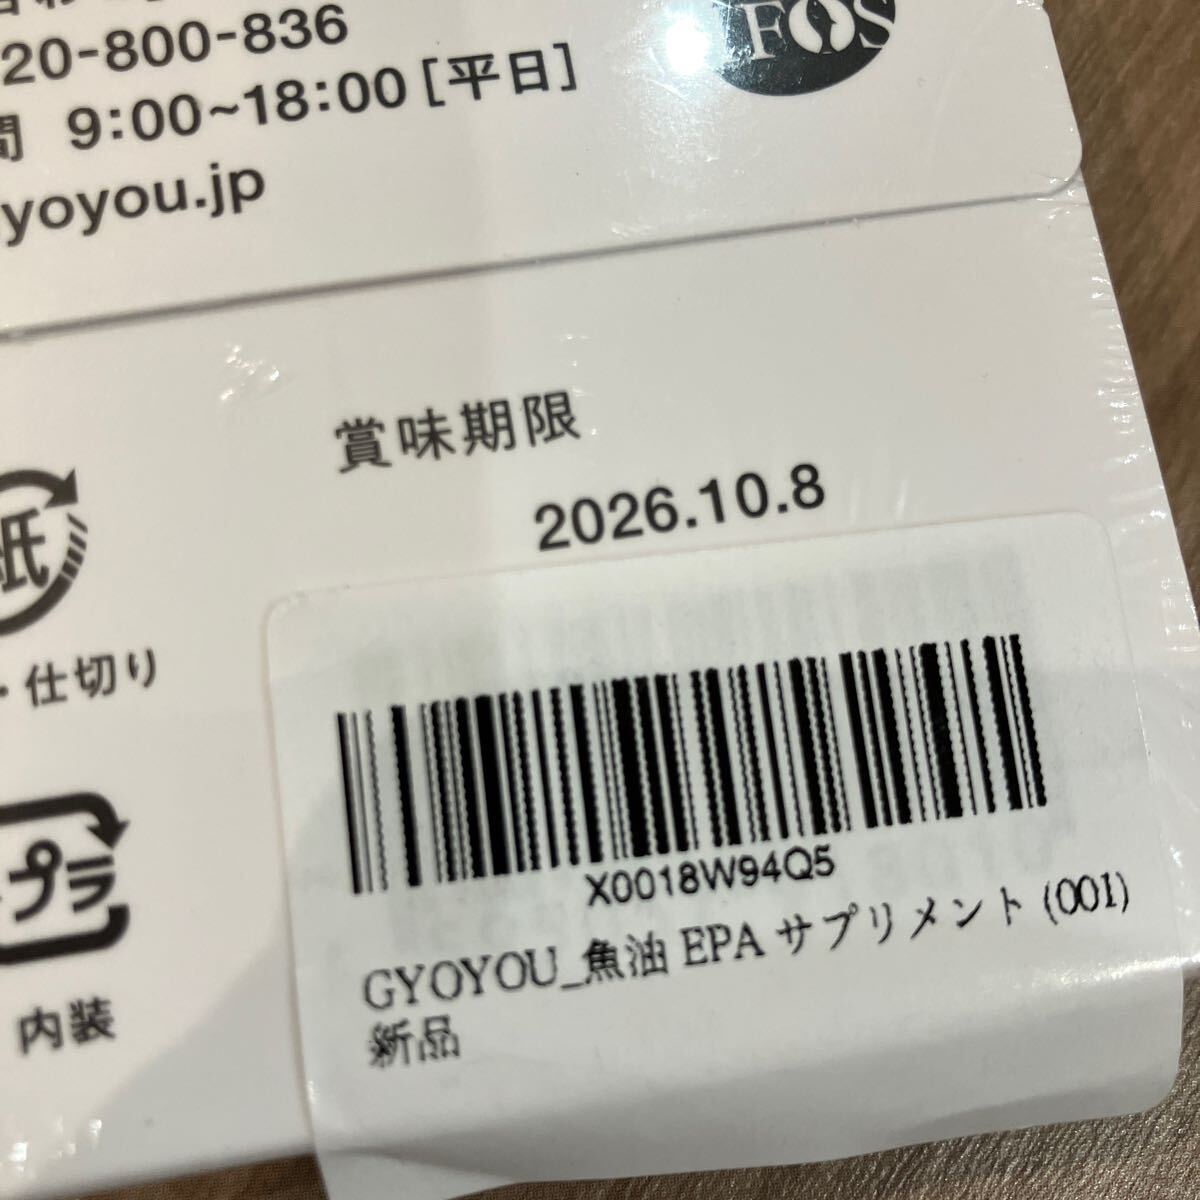 20-800-836
間 9:00~18:00[平日]
yoyou.jp
FOS
賞味期限
2026.10.8
紙
・仕切り
プラ
内装
X0018W94Q5
GYOYOU_魚油 EPA サプリメント (001)
新品